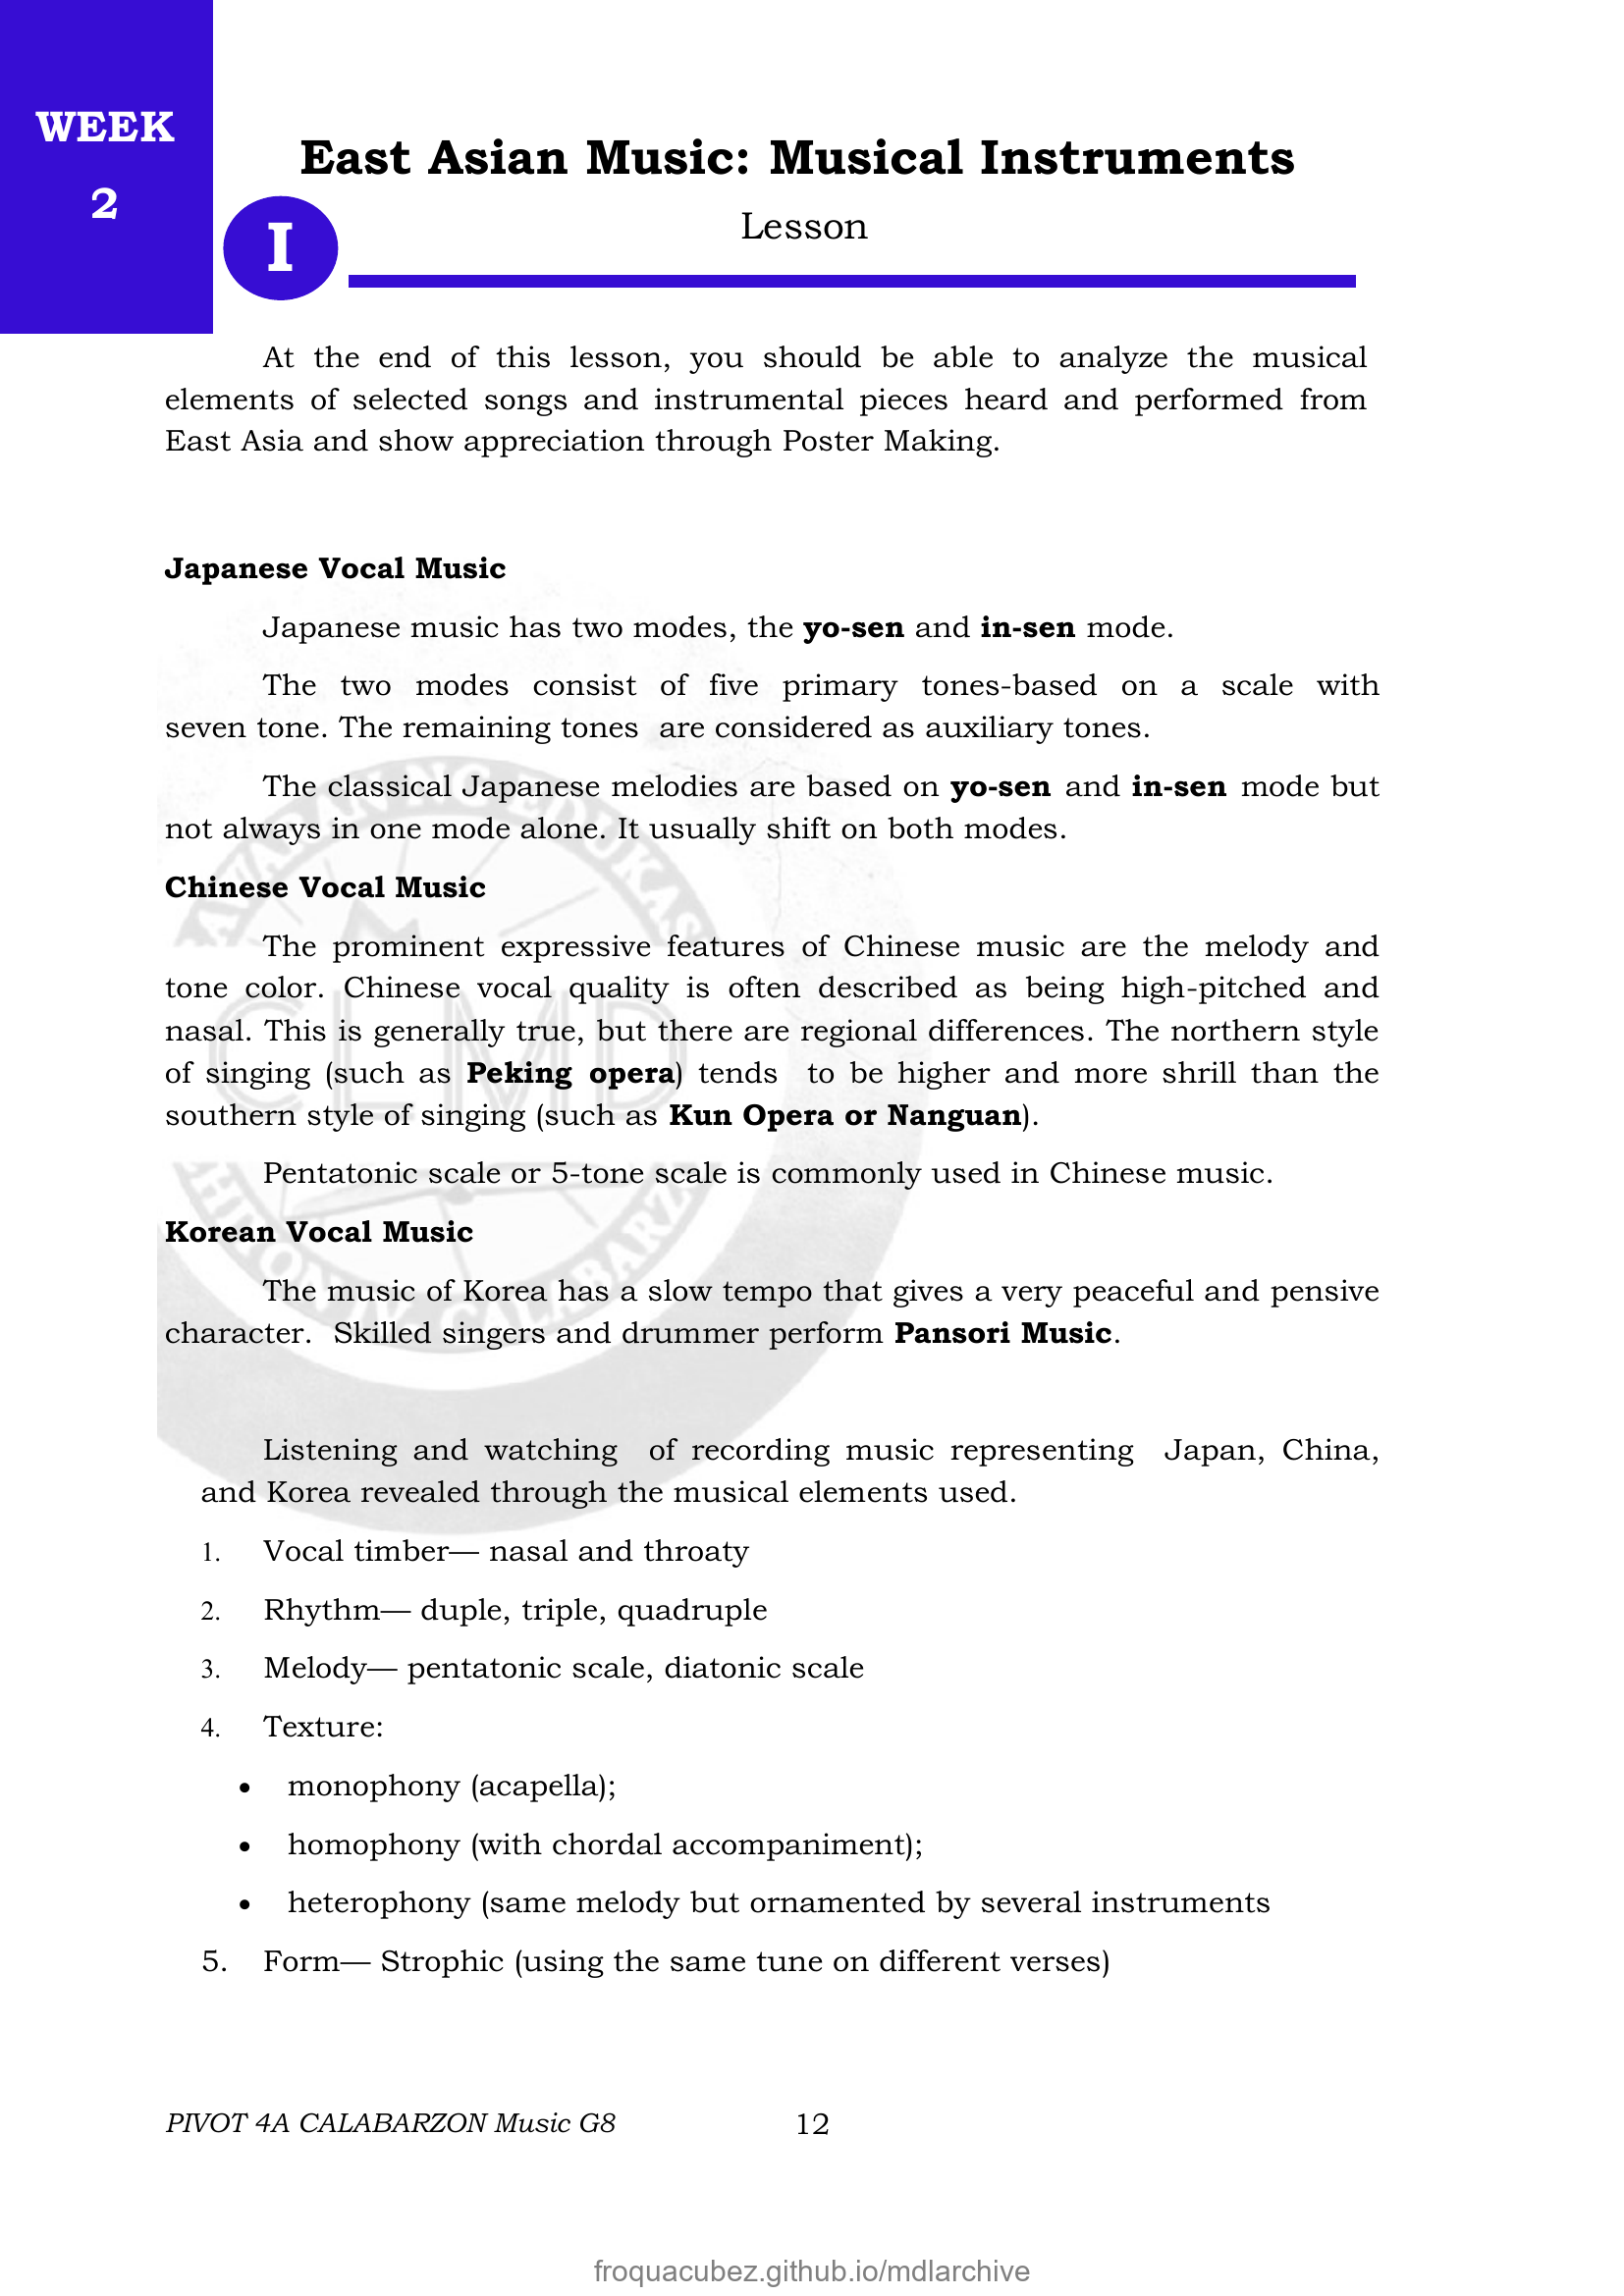 WEEK
2
East Asian Music: Musical Instruments
Lesson
I
At the end of this lesson, you should be able to analyze the musical
elements of selected songs and instrumental pieces heard and performed from
East Asia and show appreciation through Poster Making.
Japanese Vocal Music
Japanese music has two modes, the yo-sen and in-sen mode.
The two modes consist of five primary tones-based on a scale with
seven tone. The remaining tones are considered as auxiliary tones.
The classical Japanese melodies are based on yo-sen and in-sen mode but
not always in one mode alone. It usually shift on both modes.
Chinese Vocal Music
The prominent expressive features of Chinese music are the melody and
tone color. Chinese vocal quality is often described as being high-pitched and
nasal. This is generally true, but there are regional differences. The northern style
of singing (such as Peking opera) tends to be higher and more shrill than the
southern style of singing (such as Kun Opera or Nanguan).
Pentatonic scale or 5-tone scale is commonly used in Chinese music.
Korean Vocal Music
The music of Korea has a slow tempo that gives a very peaceful and pensive
character. Skilled singers and drummer perform Pansori Music.
Listening and watching of recording music representing Japan, China,
and Korea revealed through the musical elements used.
1. Vocal timber— nasal and throaty
2. Rhythm— duple, triple, quadruple
3. Melody— pentatonic scale, diatonic scale
4. Texture:
• monophony (acapella);
• homophony (with chordal accompaniment);
• heterophony (same melody but ornamented by several instruments
5. Form— Strophic (using the same tune on different verses)
CLMD
PIVOT 4A CALABARZON Music G8 12
froquacubez.github.io/mdlarchive